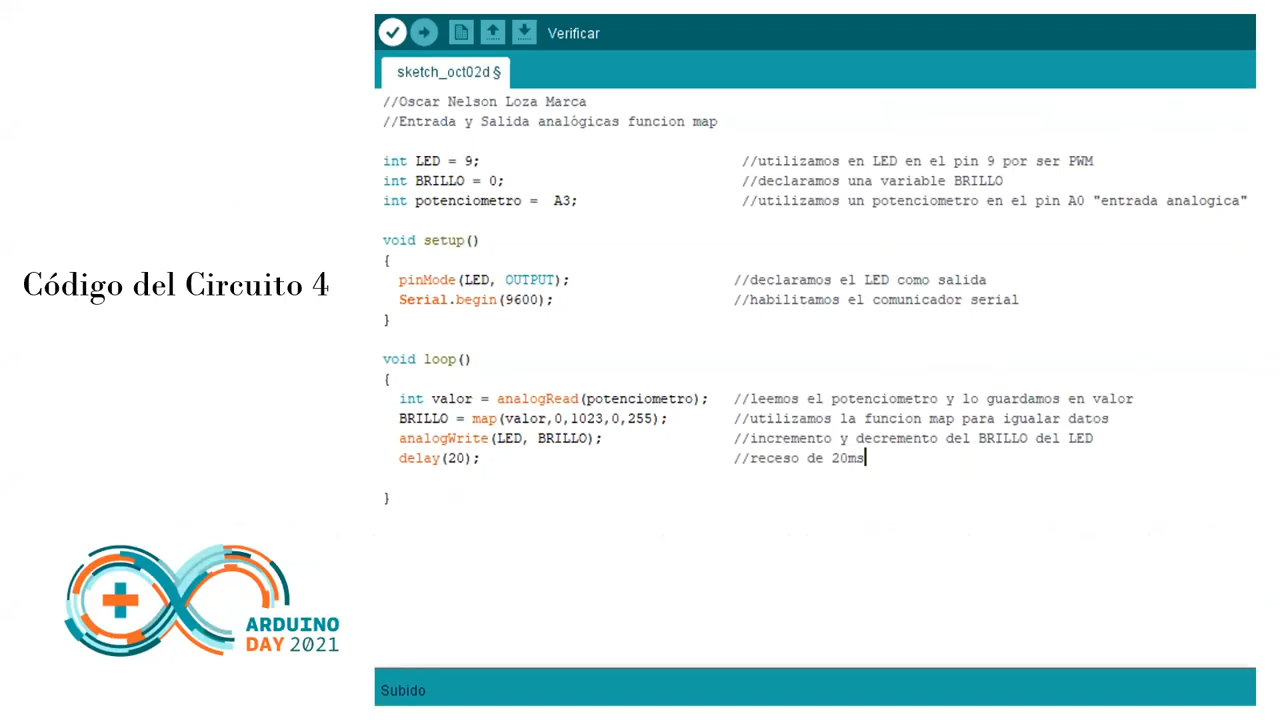 Verificar
sketch_oct02d §
//Oscar Nelson Loza Marca
//Entrada y Salida analógicas funcion map
int LED = 9; //utilizamos en LED en el pin 9 por ser PWM
int BRILLO = 0; //declaramos una variable BRILLO
int potenciometro = A3; //utilizamos un potenciometro en el pin A0 "entrada analogica"
void setup()
{
pinMode(LED, OUTPUT); //declaramos el LED como salida
Serial.begin(9600); //habilitamos el comunicador serial
}
void loop()
{
int valor = analogRead(potenciometro); //leemos el potenciometro y lo guardamos en valor
BRILLO = map(valor,0,1023,0,255); //utilizamos la funcion map para igualar datos
analogWrite(LED, BRILLO); //incremento y decremento del BRILLO del LED
delay(20); //receso de 20ms
}
Código del Circuito 4
ARDUINO
DAY 2021
Subido